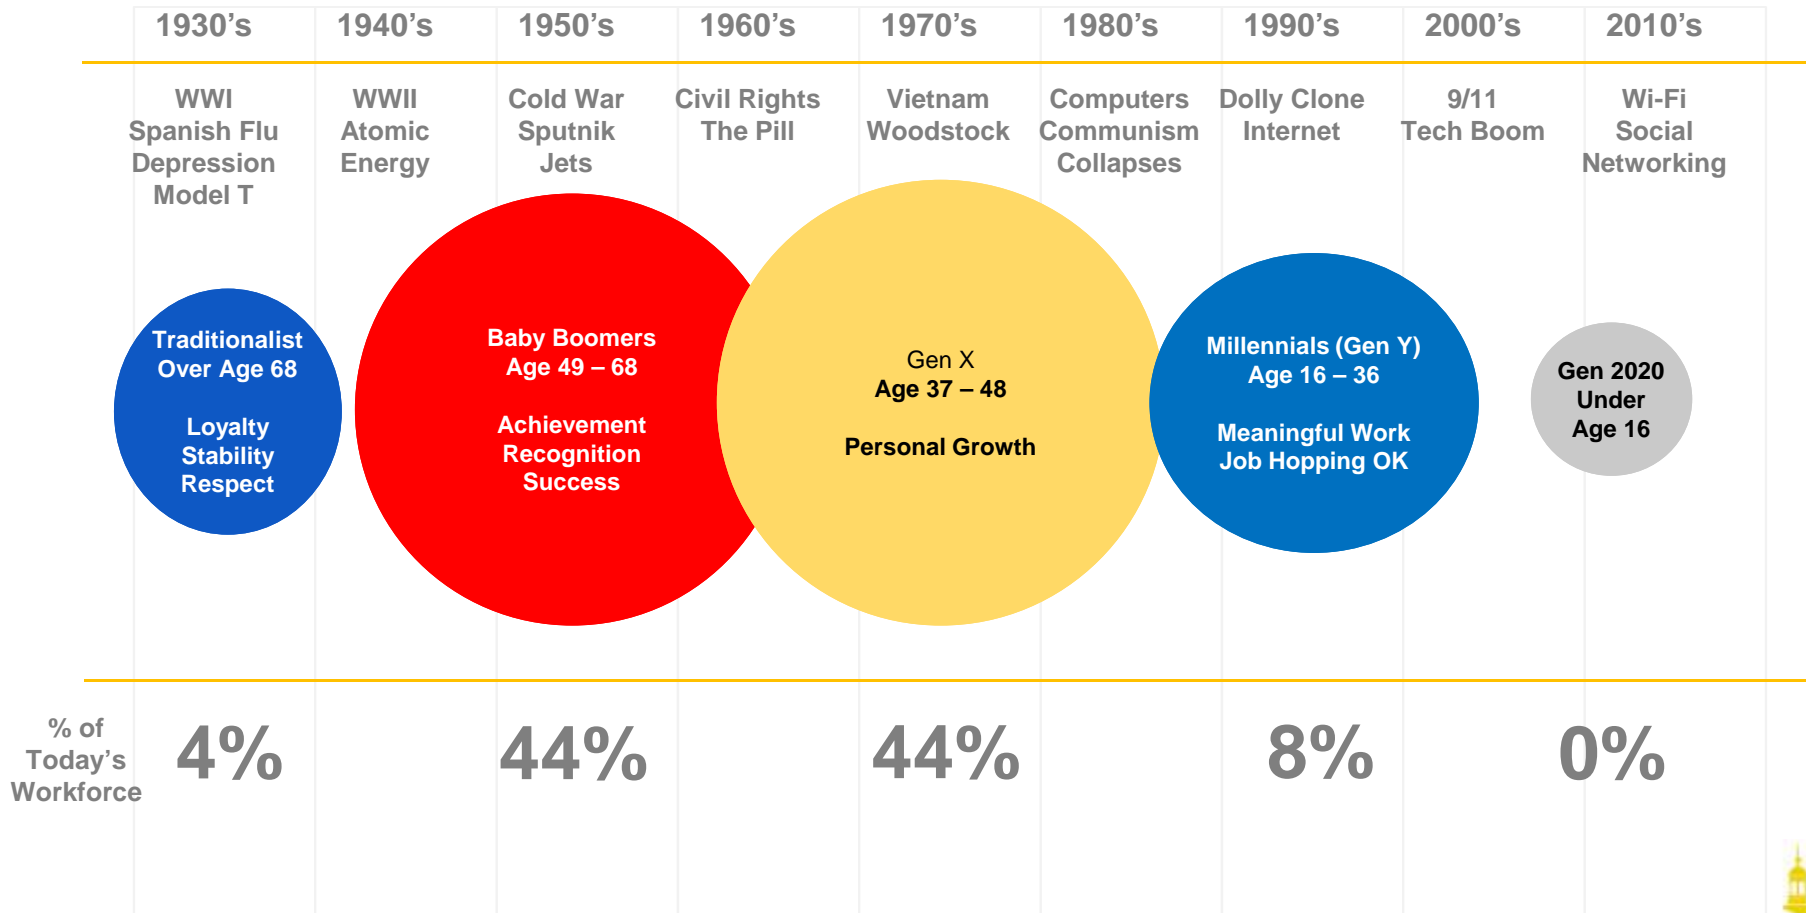 1930’s
1940’s
1950’s
1960’s
1970’s
1980’s
1990’s
2000’s
2010’s
WWI
Spanish Flu
Depression
Model T
WWII
Atomic
Energy
Cold War
Sputnik
Jets
Civil Rights
The Pill
Vietnam
Woodstock
Computers
Communism
Collapses
Dolly Clone
Internet
9/11
Tech Boom
Wi-Fi
Social
Networking
Traditionalist
Over Age 68
Loyalty
Stability
Respect
Baby Boomers
Age 49 – 68
Achievement
Recognition
Success
Gen X
Age 37 – 48
Personal Growth
Millennials (Gen Y)
Age 16 – 36
Meaningful Work
Job Hopping OK
Gen 2020
Under
Age 16
% of
Today’s
Workforce
4%
44%
44%
8%
0%